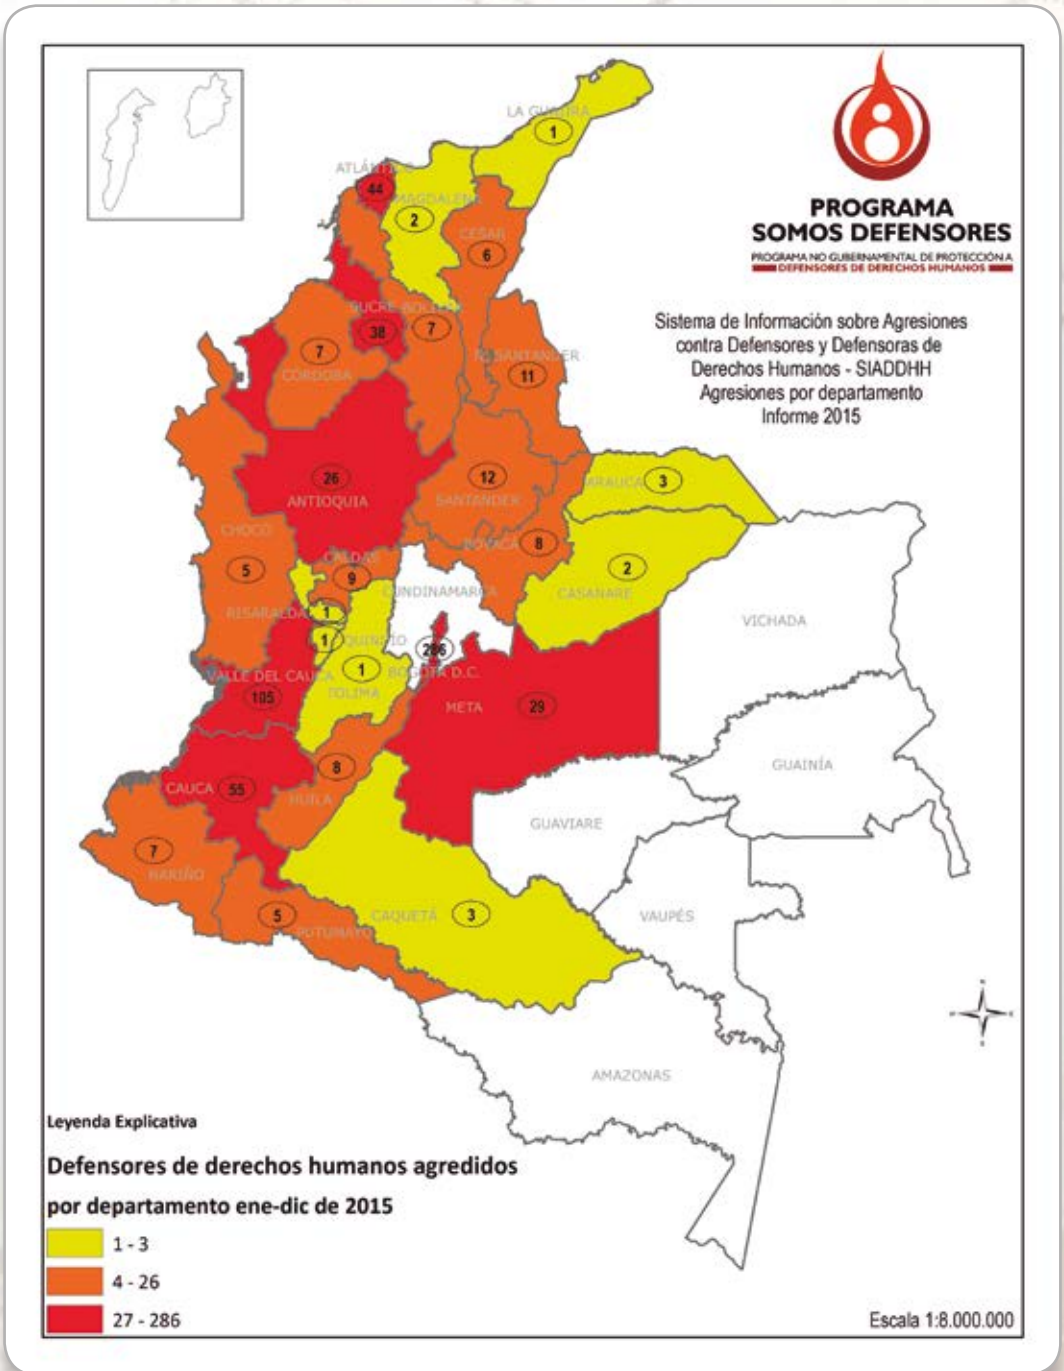 PROGRAMA
SOMOS DEFENSORES
PROGRAMA NO GUBERNAMENTAL DE PROTECCIÓN A
DEFENSORES DE DERECHOS HUMANOS
Sistema de Información sobre Agresiones
contra Defensores y Defensoras de
Derechos Humanos - SIADDHH
Agresiones por departamento
Informe 2015
LA GUAJIRA
1
ATLÁNTICO
44
MAGDALENA
2
CESAR
6
SUCRE
38
BOLÍVAR
7
CÓRDOBA
7
N. SANTANDER
11
ANTIOQUIA
26
SANTANDER
12
ARAUCA
3
BOYACÁ
8
CASANARE
2
CHOCÓ
5
CALDAS
9
CUNDINAMARCA
RISARALDA
1
QUINDÍO
1
TOLIMA
1
BOGOTA D.C.
286
VALLE DEL CAUCA
105
META
29
VICHADA
GUAINÍA
CAUCA
55
HUILA
8
GUAVIARE
NARIÑO
7
PUTUMAYO
5
CAQUETÁ
3
VAUPÉS
AMAZONAS
Leyenda Explicativa
Defensores de derechos humanos agredidos
por departamento ene-dic de 2015
1 - 3
4 - 26
27 - 286
Escala 1:8.000.000